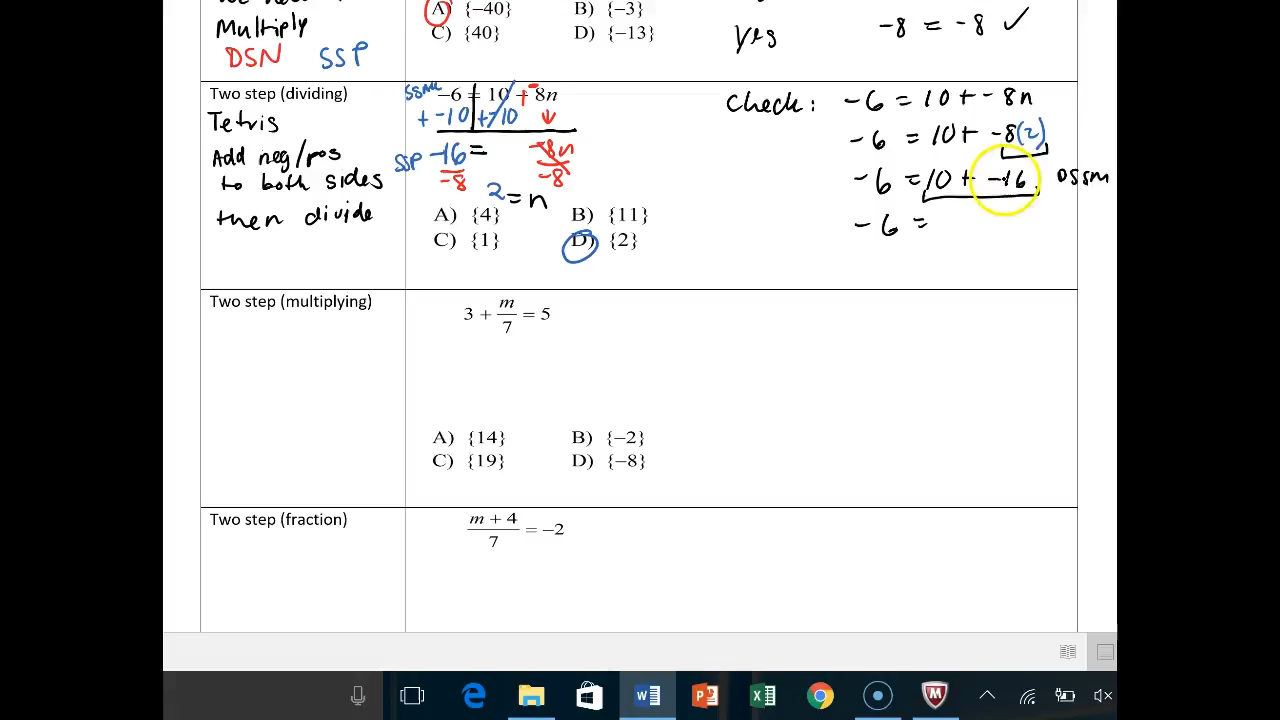 Multiply
DSN SSP
A) {−40} B) {−3}
C) {40} D) {−13}
yes
-8 = -8 ✓
Two step (dividing)
Tetris
Add neg/pos
to both sides
then divide
SSAM
−6 = 10 − 8n
+ -10 + -10
SSP -16 = -8n
-8 -8
2 = n
A) {4} B) {11}
C) {1} D) {2}
Check: -6 = 10 + - 8n
-6 = 10 + -8(2)
-6 = 10 + -16 DSSM
-6 =
Two step (multiplying)
3 + m/7 = 5
A) {14} B) {−2}
C) {19} D) {−8}
Two step (fraction)
m + 4/7 = −2